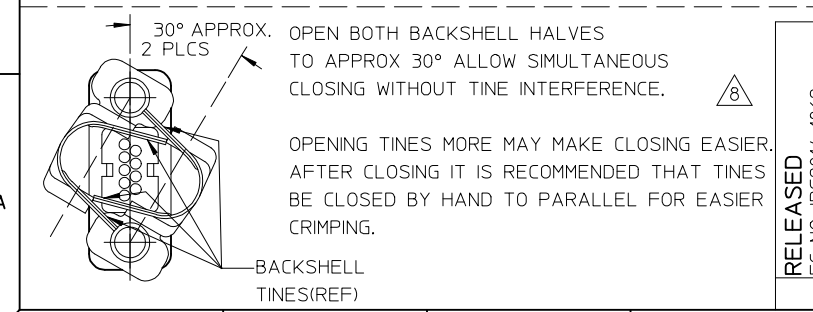 30° APPROX.
2 PLCS
OPEN BOTH BACKSHELL HALVES
TO APPROX 30° ALLOW SIMULTANEOUS
CLOSING WITHOUT TINE INTERFERENCE.
8
OPENING TINES MORE MAY MAKE CLOSING EASIER.
AFTER CLOSING IT IS RECOMMENDED THAT TINES
BE CLOSED BY HAND TO PARALLEL FOR EASIER
CRIMPING.
BACKSHELL
TINES(REF)
A
RELEASED